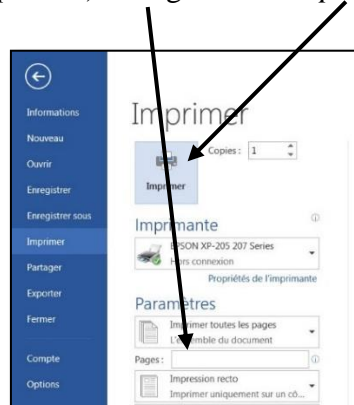 Imprimer
Copies : 1
Imprimer
Imprimante
EPSON XP-205 207 Series
Hors connexion
Propriétés de l'imprimante
Paramètres
Imprimer toutes les pages
L'ensemble du document
Pages :
Impression recto
Imprimer uniquement sur un cô...
Informations
Nouveau
Ouvrir
Enregistrer
Enregistrer sous
Imprimer
Partager
Exporter
Fermer
Compte
Options